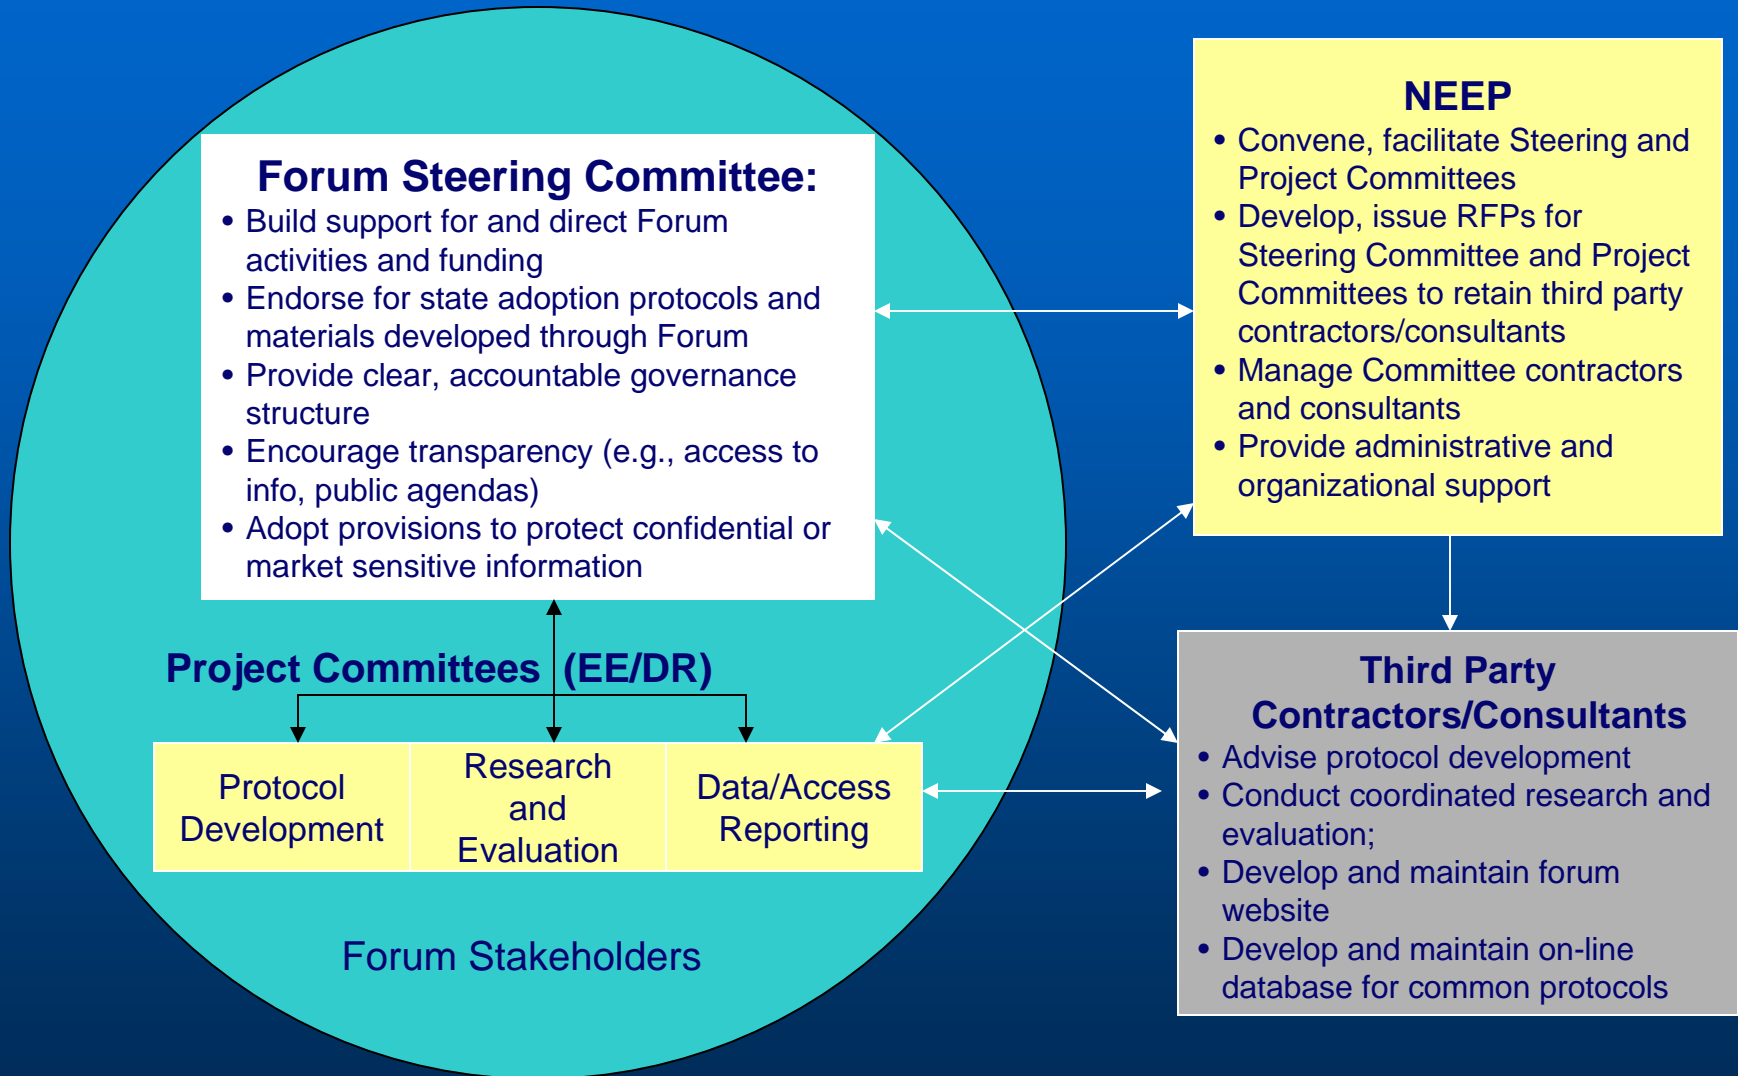 Forum Steering Committee:
• Build support for and direct Forum
activities and funding
• Endorse for state adoption protocols and
materials developed through Forum
• Provide clear, accountable governance
structure
• Encourage transparency (e.g., access to
info, public agendas)
• Adopt provisions to protect confidential or
market sensitive information
Project Committees (EE/DR)
Protocol
Development
Research
and
Evaluation
Data/Access
Reporting
Forum Stakeholders
NEEP
• Convene, facilitate Steering and
Project Committees
• Develop, issue RFPs for
Steering Committee and Project
Committees to retain third party
contractors/consultants
• Manage Committee contractors
and consultants
• Provide administrative and
organizational support
Third Party
Contractors/Consultants
• Advise protocol development
• Conduct coordinated research and
evaluation;
• Develop and maintain forum
website
• Develop and maintain on-line
database for common protocols